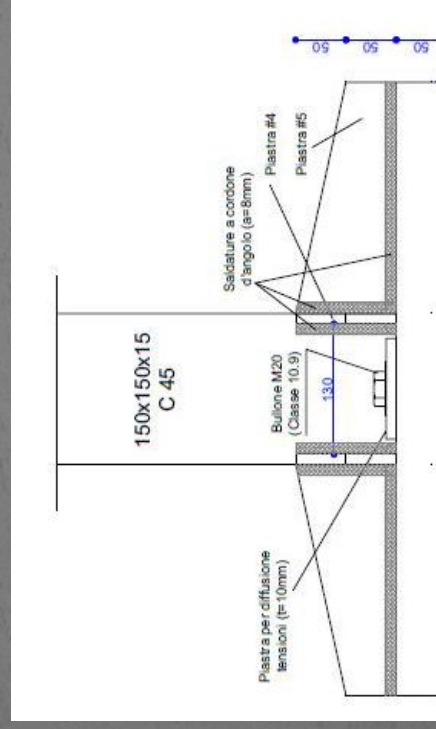 50
50
50
Saldature a cordone
d'angolo (a=8mm)
Piastra #4
Piastra #5
150x150x15
C 45
Bullone M20
(Classe 10.9)
130
Piastra per diffusione
tensioni (t=10mm)